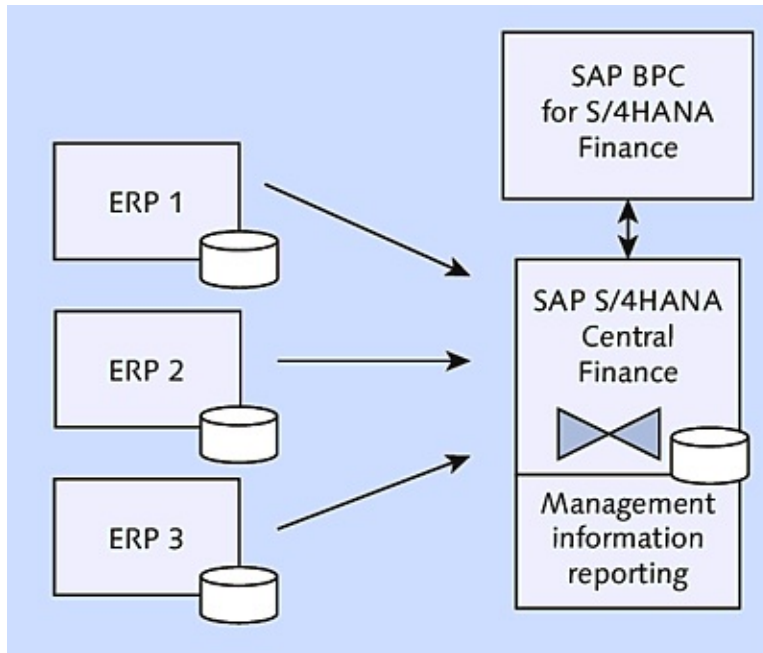 SAP BPC
for S/4HANA
Finance
ERP 1
ERP 2
ERP 3
SAP S/4HANA
Central
Finance
Management
information
reporting